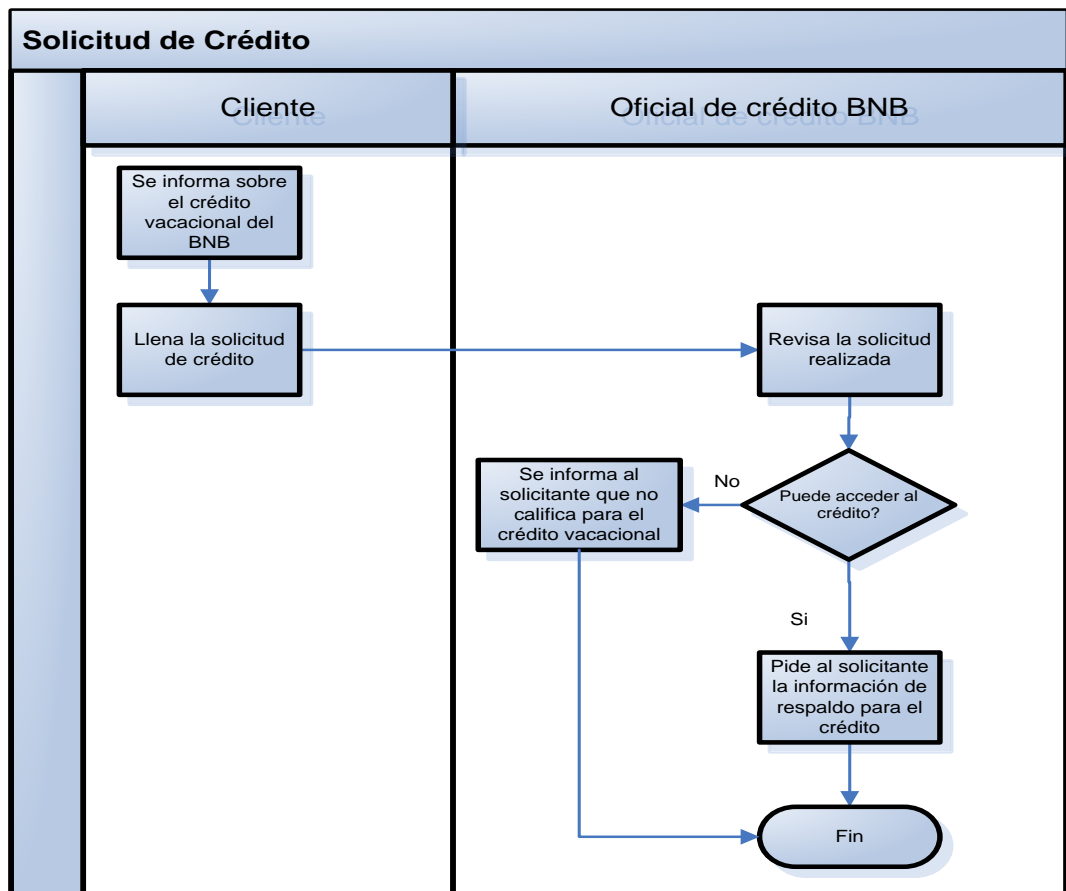 Solicitud de Crédito
Cliente
Oficial de crédito BNB
Se informa sobre
el crédito
vacacional del
BNB
Llena la solicitud
de crédito
Revisa la solicitud
realizada
Puede acceder al
crédito?
No
Se informa al
solicitante que no
califica para el
crédito vacacional
Si
Pide al solicitante
la información de
respaldo para el
crédito
Fin